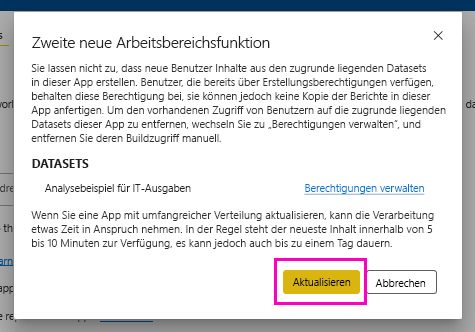 Zweite neue Arbeitsbereichsfunktion
Sie lassen nicht zu, dass neue Benutzer Inhalte aus den zugrunde liegenden Datasets
in dieser App erstellen. Benutzer, die bereits über Erstellungsberechtigungen verfügen,
behalten diese Berechtigung bei, sie können jedoch keine Kopie der Berichte in dieser
App anfertigen. Um den vorhandenen Zugriff von Benutzern auf die zugrunde liegenden
Datasets dieser App zu entfernen, wechseln Sie zu „Berechtigungen verwalten“, und
entfernen Sie deren Buildzugriff manuell.
DATASETS
Analysebeispiel für IT-Ausgaben Berechtigungen verwalten
Wenn Sie eine App mit umfangreicher Verteilung aktualisieren, kann die Verarbeitung
etwas Zeit in Anspruch nehmen. In der Regel steht der neueste Inhalt innerhalb von 5
bis 10 Minuten zur Verfügung, es kann jedoch auch bis zu einem Tag dauern.
Aktualisieren Abbrechen